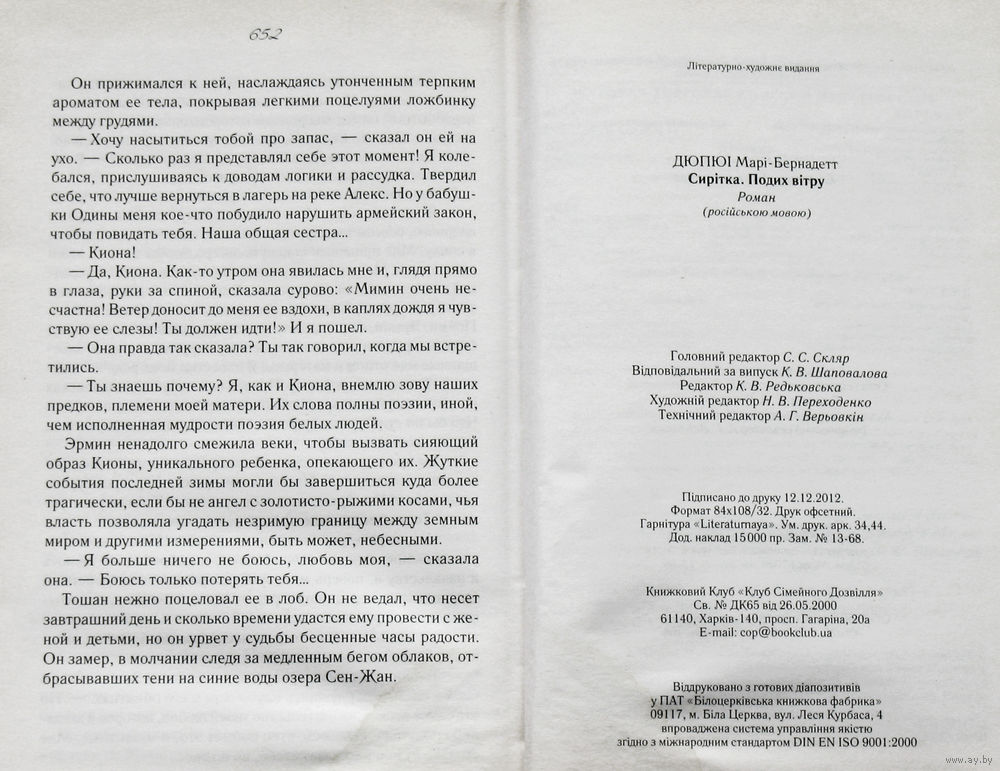 652
Он прижимался к ней, наслаждаясь утонченным терпким
ароматом ее тела, покрывая легкими поцелуями ложбинку
между грудями.
— Хочу насытиться тобой про запас, — сказал он ей на
ухо. — Сколько раз я представлял себе этот момент! Я коле-
бался, прислушиваясь к доводам логики и рассудка. Твердил
себе, что лучше вернуться в лагерь на реке Алекс. Но у бабуш-
ки Одины меня кое-что побудило нарушить армейский закон,
чтобы повидать тебя. Наша общая сестра...
— Киона!
— Да, Киона. Как-то утром она явилась мне и, глядя прямо
в глаза, руки за спиной, сказала сурово: «Мимин очень не-
счастна! Ветер доносит до меня ее вздохи, в каплях дождя я чув-
ствую ее слезы! Ты должен идти!» И я пошел.
— Она правда так сказала? Ты так говорил, когда мы встре-
тились.
— Ты знаешь почему? Я, как и Киона, внемлю зову наших
предков, племени моей матери. Их слова полны поэзии, иной,
чем исполненная мудрости поэзия белых людей.
Эрмин ненадолго смежила веки, чтобы вызвать сияющий
образ Кионы, уникального ребенка, опекающего их. Жуткие
события последней зимы могли бы завершиться куда более
трагически, если бы не ангел с золотисто-рыжими косами, чья
власть позволяла угадать незримую границу между земным
миром и другими измерениями, быть может, небесными.
— Я больше ничего не боюсь, любовь моя, — сказала
она. — Боюсь только потерять тебя...
Тошан нежно поцеловал ее в лоб. Он не ведал, что несет
завтрашний день и сколько времени удастся ему провести с же-
ной и детьми, но он урвет у судьбы бесценные часы радости.
Он замер, в молчании следя за медленным бегом облаков, от-
брасывавших тени на синие воды озера Сен-Жан.
Літературно-художнє видання
ДЮПЮІ Марі-Бернадетт
Сирітка. Подих вітру
Роман
(російською мовою)
Головний редактор С. С. Скляр
Відповідальний за випуск К. В. Шаповалова
Редактор К. В. Редьковська
Художній редактор Н. В. Переходенко
Технічний редактор А. Г. Верьовкін
Підписано до друку 12.12.2012.
Формат 84х108/32. Друк офсетний.
Гарнітура «Literaturnaya». Ум. друк. арк. 34,44.
Дод. наклад 15000 пр. Зам. № 13-68.
Книжковий Клуб «Клуб Сімейного Дозвілля»
Св. № ДК65 від 26.05.2000
61140, Харків-140, просп. Гагаріна, 20а
E-mail: cop@bookclub.ua
Віддруковано з готових діапозитивів
у ПАТ «Білоцерківська книжкова фабрика»
09117, м. Біла Церква, вул. Леся Курбаса, 4
впроваджена система управління якістю
згідно з міжнародним стандартом DIN EN ISO 9001:2000
www.ay.by